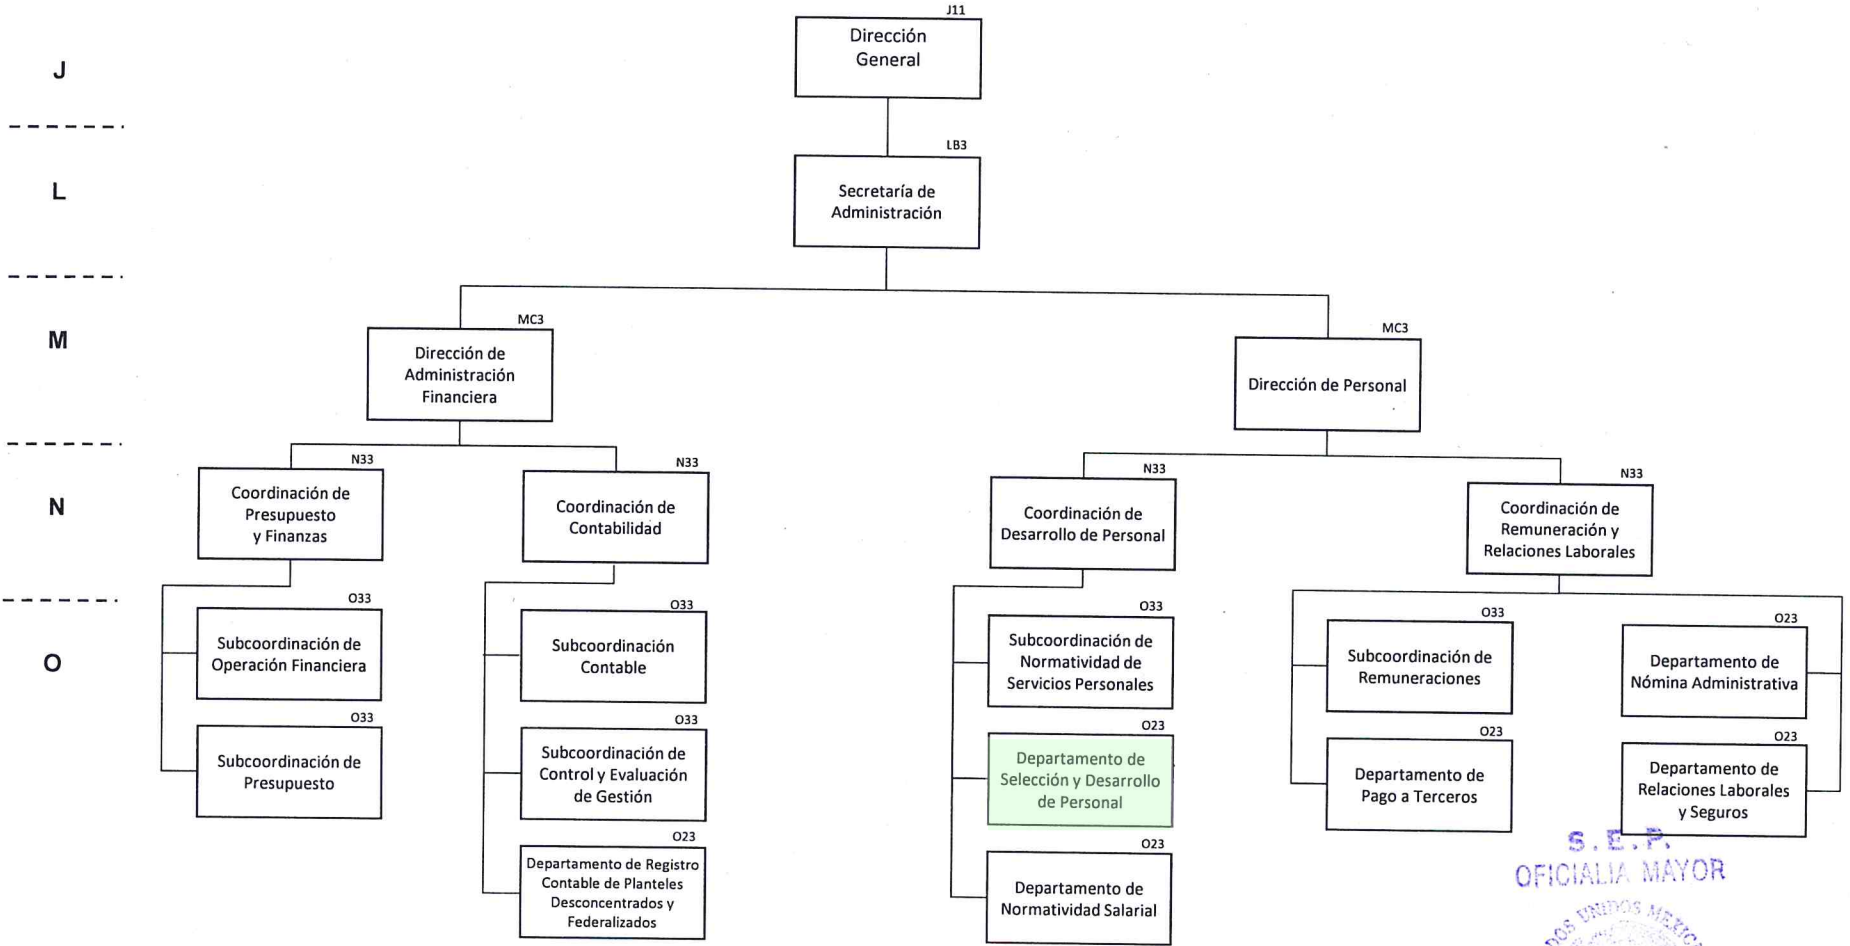 J11
Dirección
General
J
LB3
L
Secretaría de
Administración
M
MC3
Dirección de
Administración
Financiera
MC3
Dirección de Personal
N
N33
Coordinación de
Presupuesto
y Finanzas
N33
Coordinación de
Contabilidad
N33
Coordinación de
Desarrollo de Personal
N33
Coordinación de
Remuneración y
Relaciones Laborales
O
O33
Subcoordinación de
Operación Financiera
O33
Subcoordinación de
Presupuesto
O33
Subcoordinación
Contable
O33
Subcoordinación de
Control y Evaluación
de Gestión
O23
Departamento de Registro
Contable de Planteles
Desconcentrados y
Federalizados
O33
Subcoordinación de
Normatividad de
Servicios Personales
O23
Departamento de
Selección y Desarrollo
de Personal
O23
Departamento de
Normatividad Salarial
O33
Subcoordinación de
Remuneraciones
O23
Departamento de
Pago a Terceros
O23
Departamento de
Nómina Administrativa
O23
Departamento de
Relaciones Laborales
y Seguros
S.E.P.
OFICIALIA MAYOR
UNIDOS